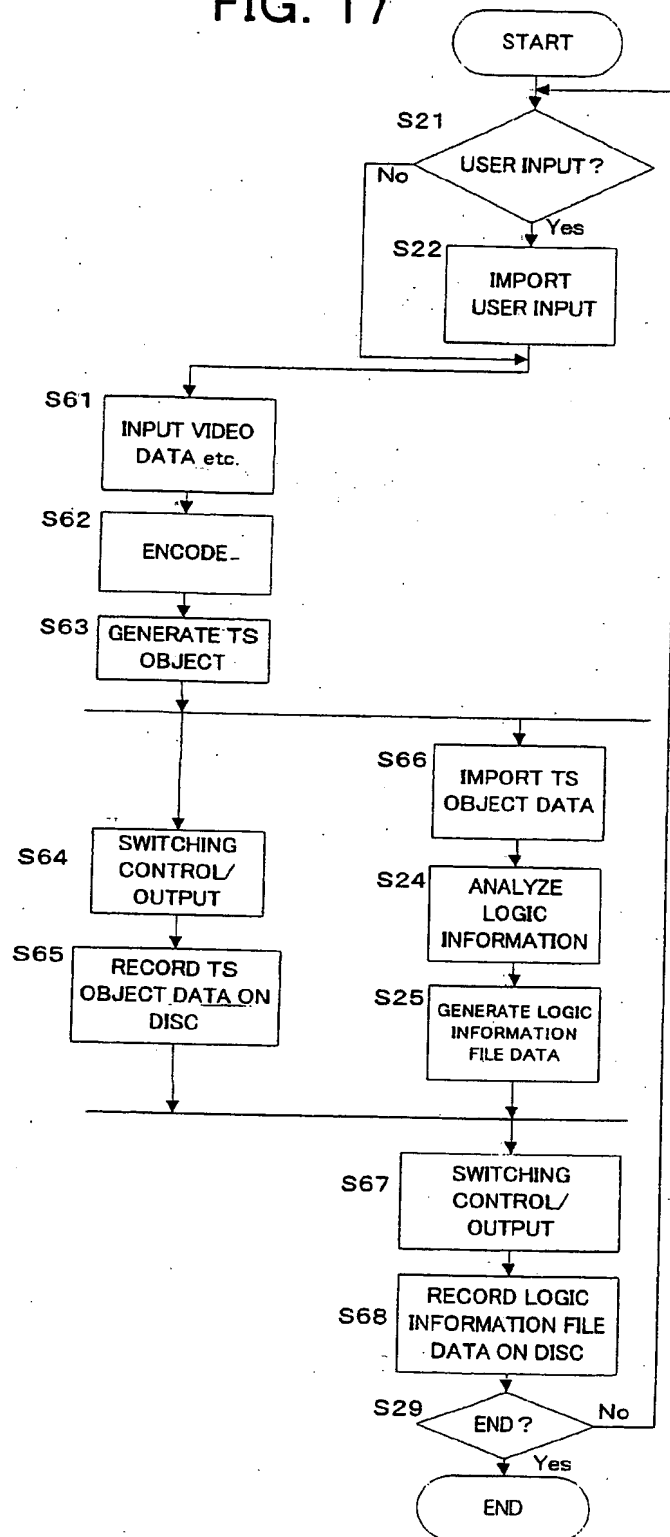 FIG. 17
START
S21
USER INPUT?
No
Yes
S22
IMPORT
USER INPUT
S61
INPUT VIDEO
DATA etc.
S62
ENCODE
S63
GENERATE TS
OBJECT
S66
IMPORT TS
OBJECT DATA
S64
SWITCHING
CONTROL/
OUTPUT
S24
ANALYZE
LOGIC
INFORMATION
S65
RECORD TS
OBJECT DATA ON
DISC
S25
GENERATE LOGIC
INFORMATION
FILE DATA
S67
SWITCHING
CONTROL/
OUTPUT
S68
RECORD LOGIC
INFORMATION FILE
DATA ON DISC
S29
END?
No
Yes
END